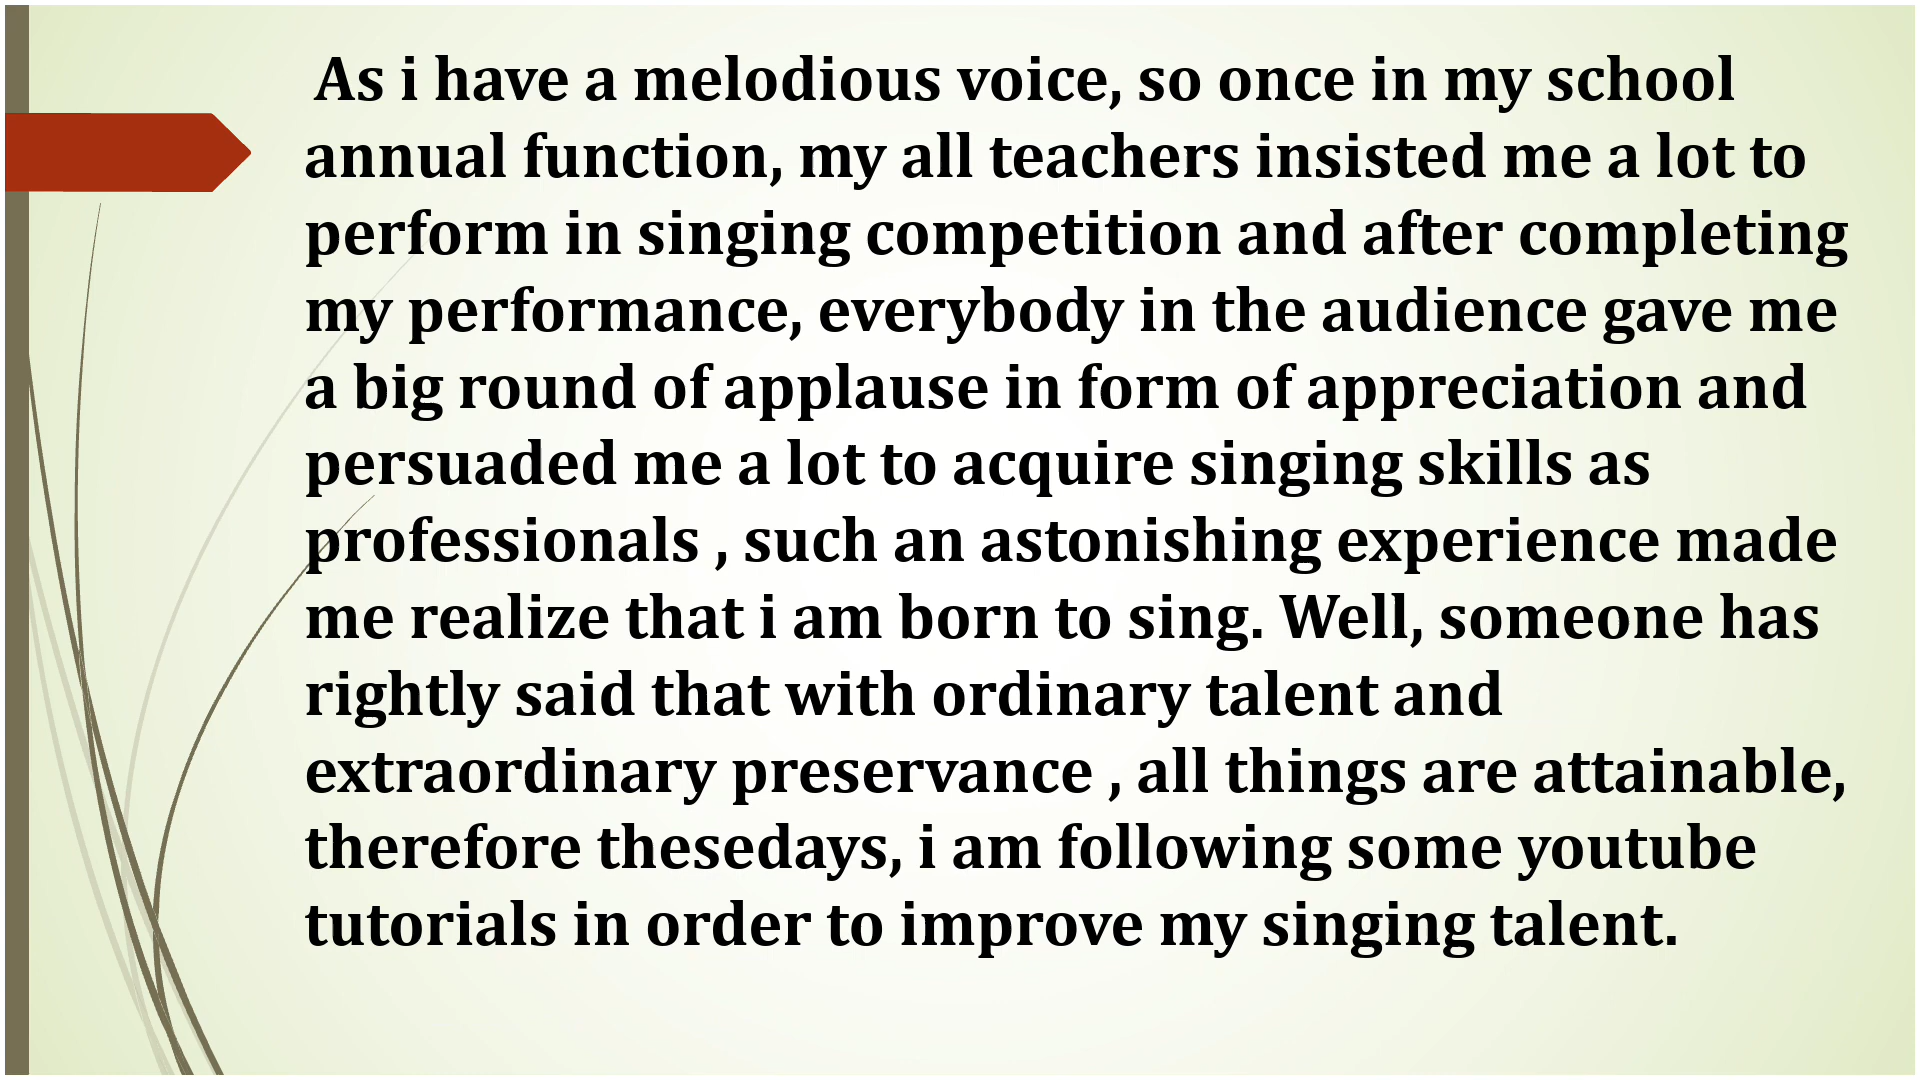 As i have a melodious voice, so once in my school
annual function, my all teachers insisted me a lot to
perform in singing competition and after completing
my performance, everybody in the audience gave me
a big round of applause in form of appreciation and
persuaded me a lot to acquire singing skills as
professionals , such an astonishing experience made
me realize that i am born to sing. Well, someone has
rightly said that with ordinary talent and
extraordinary preservance , all things are attainable,
therefore thesedays, i am following some youtube
tutorials in order to improve my singing talent.